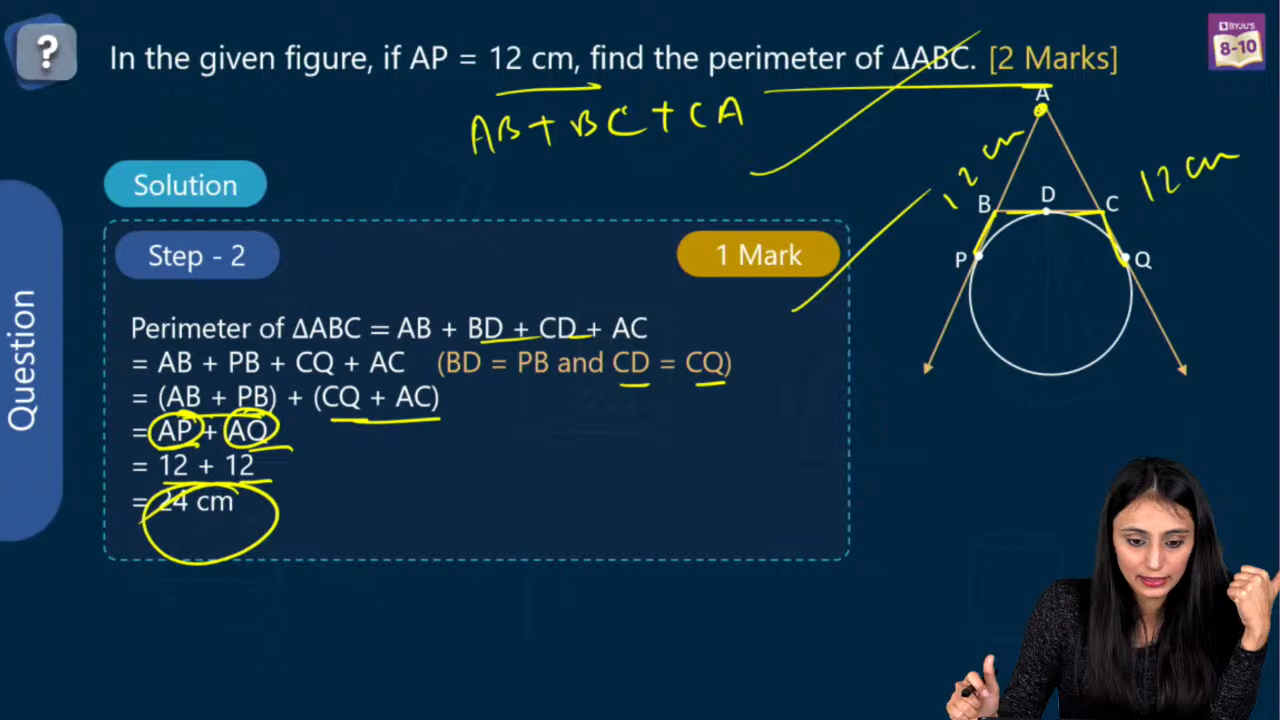 ?
In the given figure, if AP = 12 cm, find the perimeter of ΔABC. [2 Marks]
BYJU'S
8-10
AB + BC + CA
A
12 cm
12 cm
B
D
C
P
Q
Solution
Step - 2
1 Mark
Perimeter of ΔABC = AB + BD + CD + AC
= AB + PB + CQ + AC (BD = PB and CD = CQ)
= (AB + PB) + (CQ + AC)
= AP + AQ
= 12 + 12
= 24 cm
Question